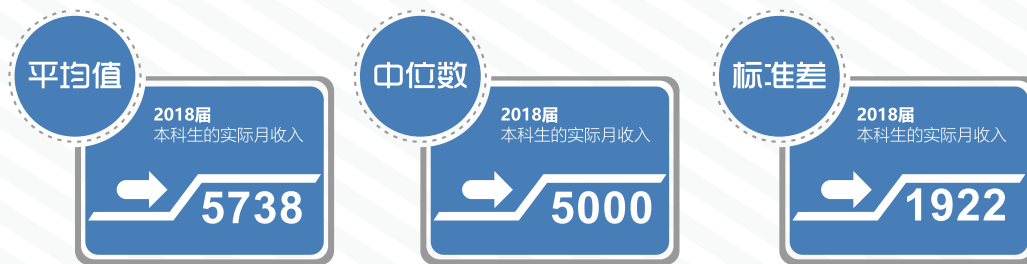 平均值
2018届
本科生的实际月收入
5738
中位数
2018届
本科生的实际月收入
5000
标准差
2018届
本科生的实际月收入
1922